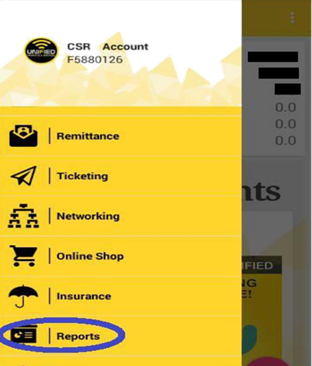 UNIFIED
CSR Account
F5880126
Remittance
Ticketing
Networking
Online Shop
Insurance
Reports
0.0
0.0
0.0
nts
IFIED
NG
E!